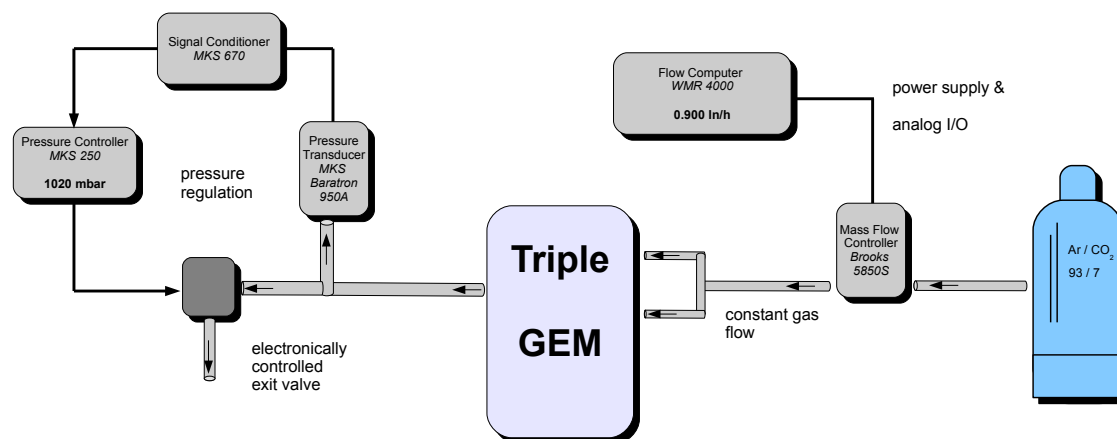 Signal Conditioner
MKS 670
Flow Computer
WMR 4000
0.900 ln/h
power supply &
analog I/O
Pressure Controller
MKS 250
1020 mbar
pressure
regulation
Pressure
Transducer
MKS
Baratron
950A
Triple
GEM
Mass Flow
Controller
Brooks
5850S
Ar / CO2
93 / 7
constant gas
flow
electronically
controlled
exit valve